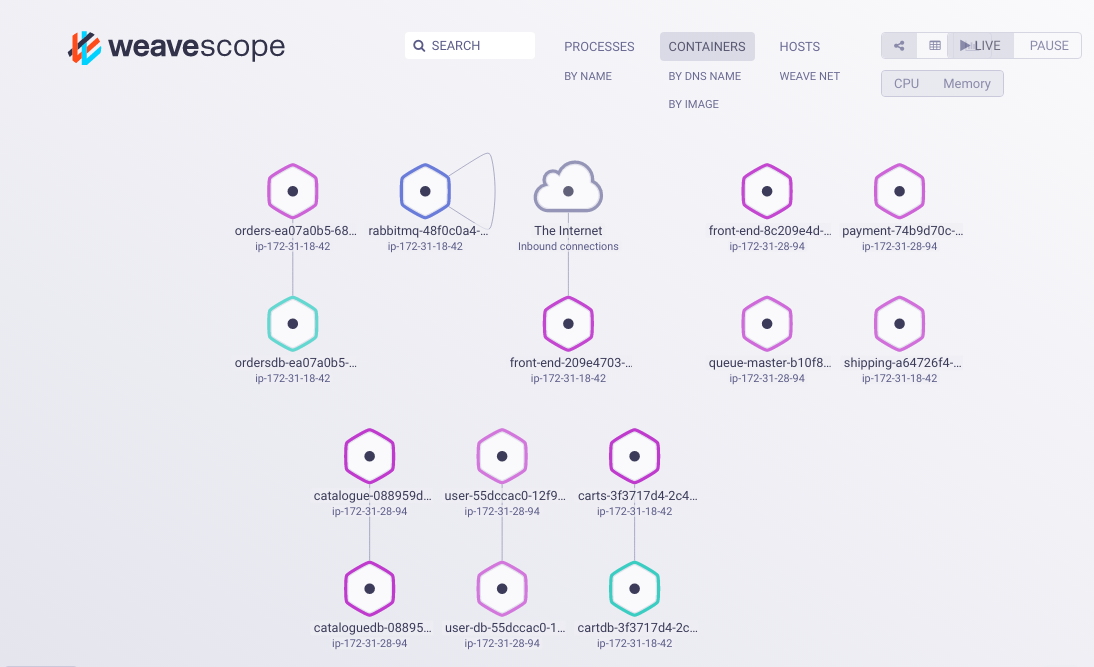 weavescope
SEARCH
PROCESSES
CONTAINERS
HOSTS
LIVE
PAUSE
BY NAME
BY DNS NAME
WEAVE NET
CPU
Memory
BY IMAGE
orders-ea07a0b5-68...
rabbitmq-48f0c0a4-...
The Internet
front-end-8c209e4d-...
payment-74b9d70c-...
ip-172-31-18-42
ip-172-31-18-42
Inbound connections
ip-172-31-28-94
ip-172-31-28-94
ordersdb-ea07a0b5-...
front-end-209e4703-...
queue-master-b10f8...
shipping-a64726f4-...
ip-172-31-18-42
ip-172-31-18-42
ip-172-31-28-94
ip-172-31-28-94
catalogue-088959d...
user-55dccac0-12f9...
carts-3f3717d4-2c4...
ip-172-31-28-94
ip-172-31-28-94
ip-172-31-18-42
cataloguedb-08895...
user-db-55dccac0-1...
cartdb-3f3717d4-2c...
ip-172-31-28-94
ip-172-31-28-94
ip-172-31-18-42